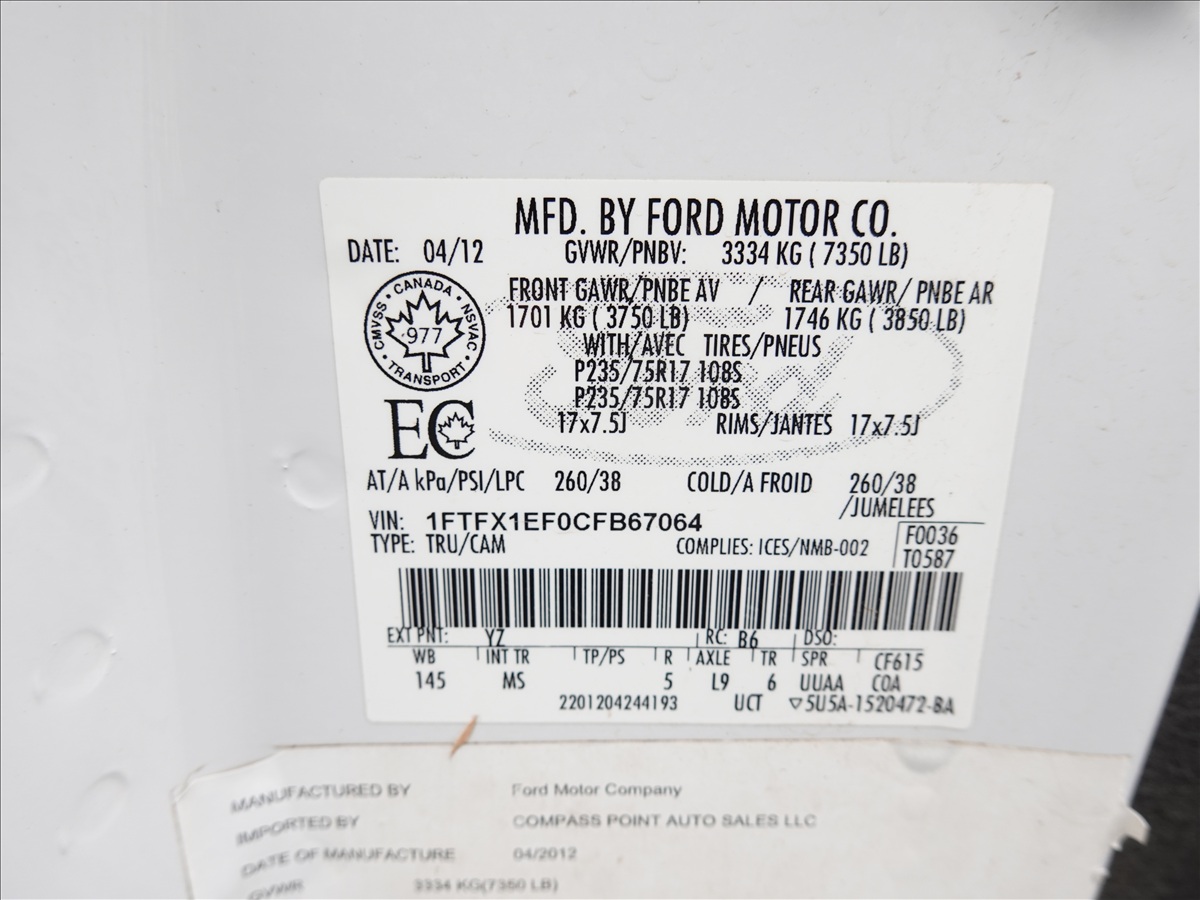 MFD. BY FORD MOTOR CO.
DATE: 04/12 GVWR/PNBV: 3334 KG ( 7350 LB)
CANADA
CMVSS NSVAC
977
TRANSPORT
FRONT GAWR/PNBE AV / REAR GAWR/ PNBE AR
1701 KG ( 3750 LB) 1746 KG ( 3850 LB)
WITH/AVEC TIRES/PNEUS
P235/75R17 108S
P235/75R17 108S
EC
17x7.5J RIMS/JANTES 17x7.5J
AT/A kPa/PSI/LPC 260/38 COLD/A FROID 260/38
/JUMELEES
VIN: 1FTFX1EF0CFB67064
F0036
TYPE: TRU/CAM COMPLIES: ICES/NMB-002
T0587
EXT PNT: YZ RC: B6 DSO:
WB INT TR TP/PS R AXLE TR SPR CF615
145 MS 5 L9 6 UUAA COA
2201204244193 UCT ▽5U5A-1520472-BA
MANUFACTURED BY Ford Motor Company
IMPORTED BY COMPASS POINT AUTO SALES LLC
DATE OF MANUFACTURE 04/2012
GVWR 3334 KG(7350 LB)